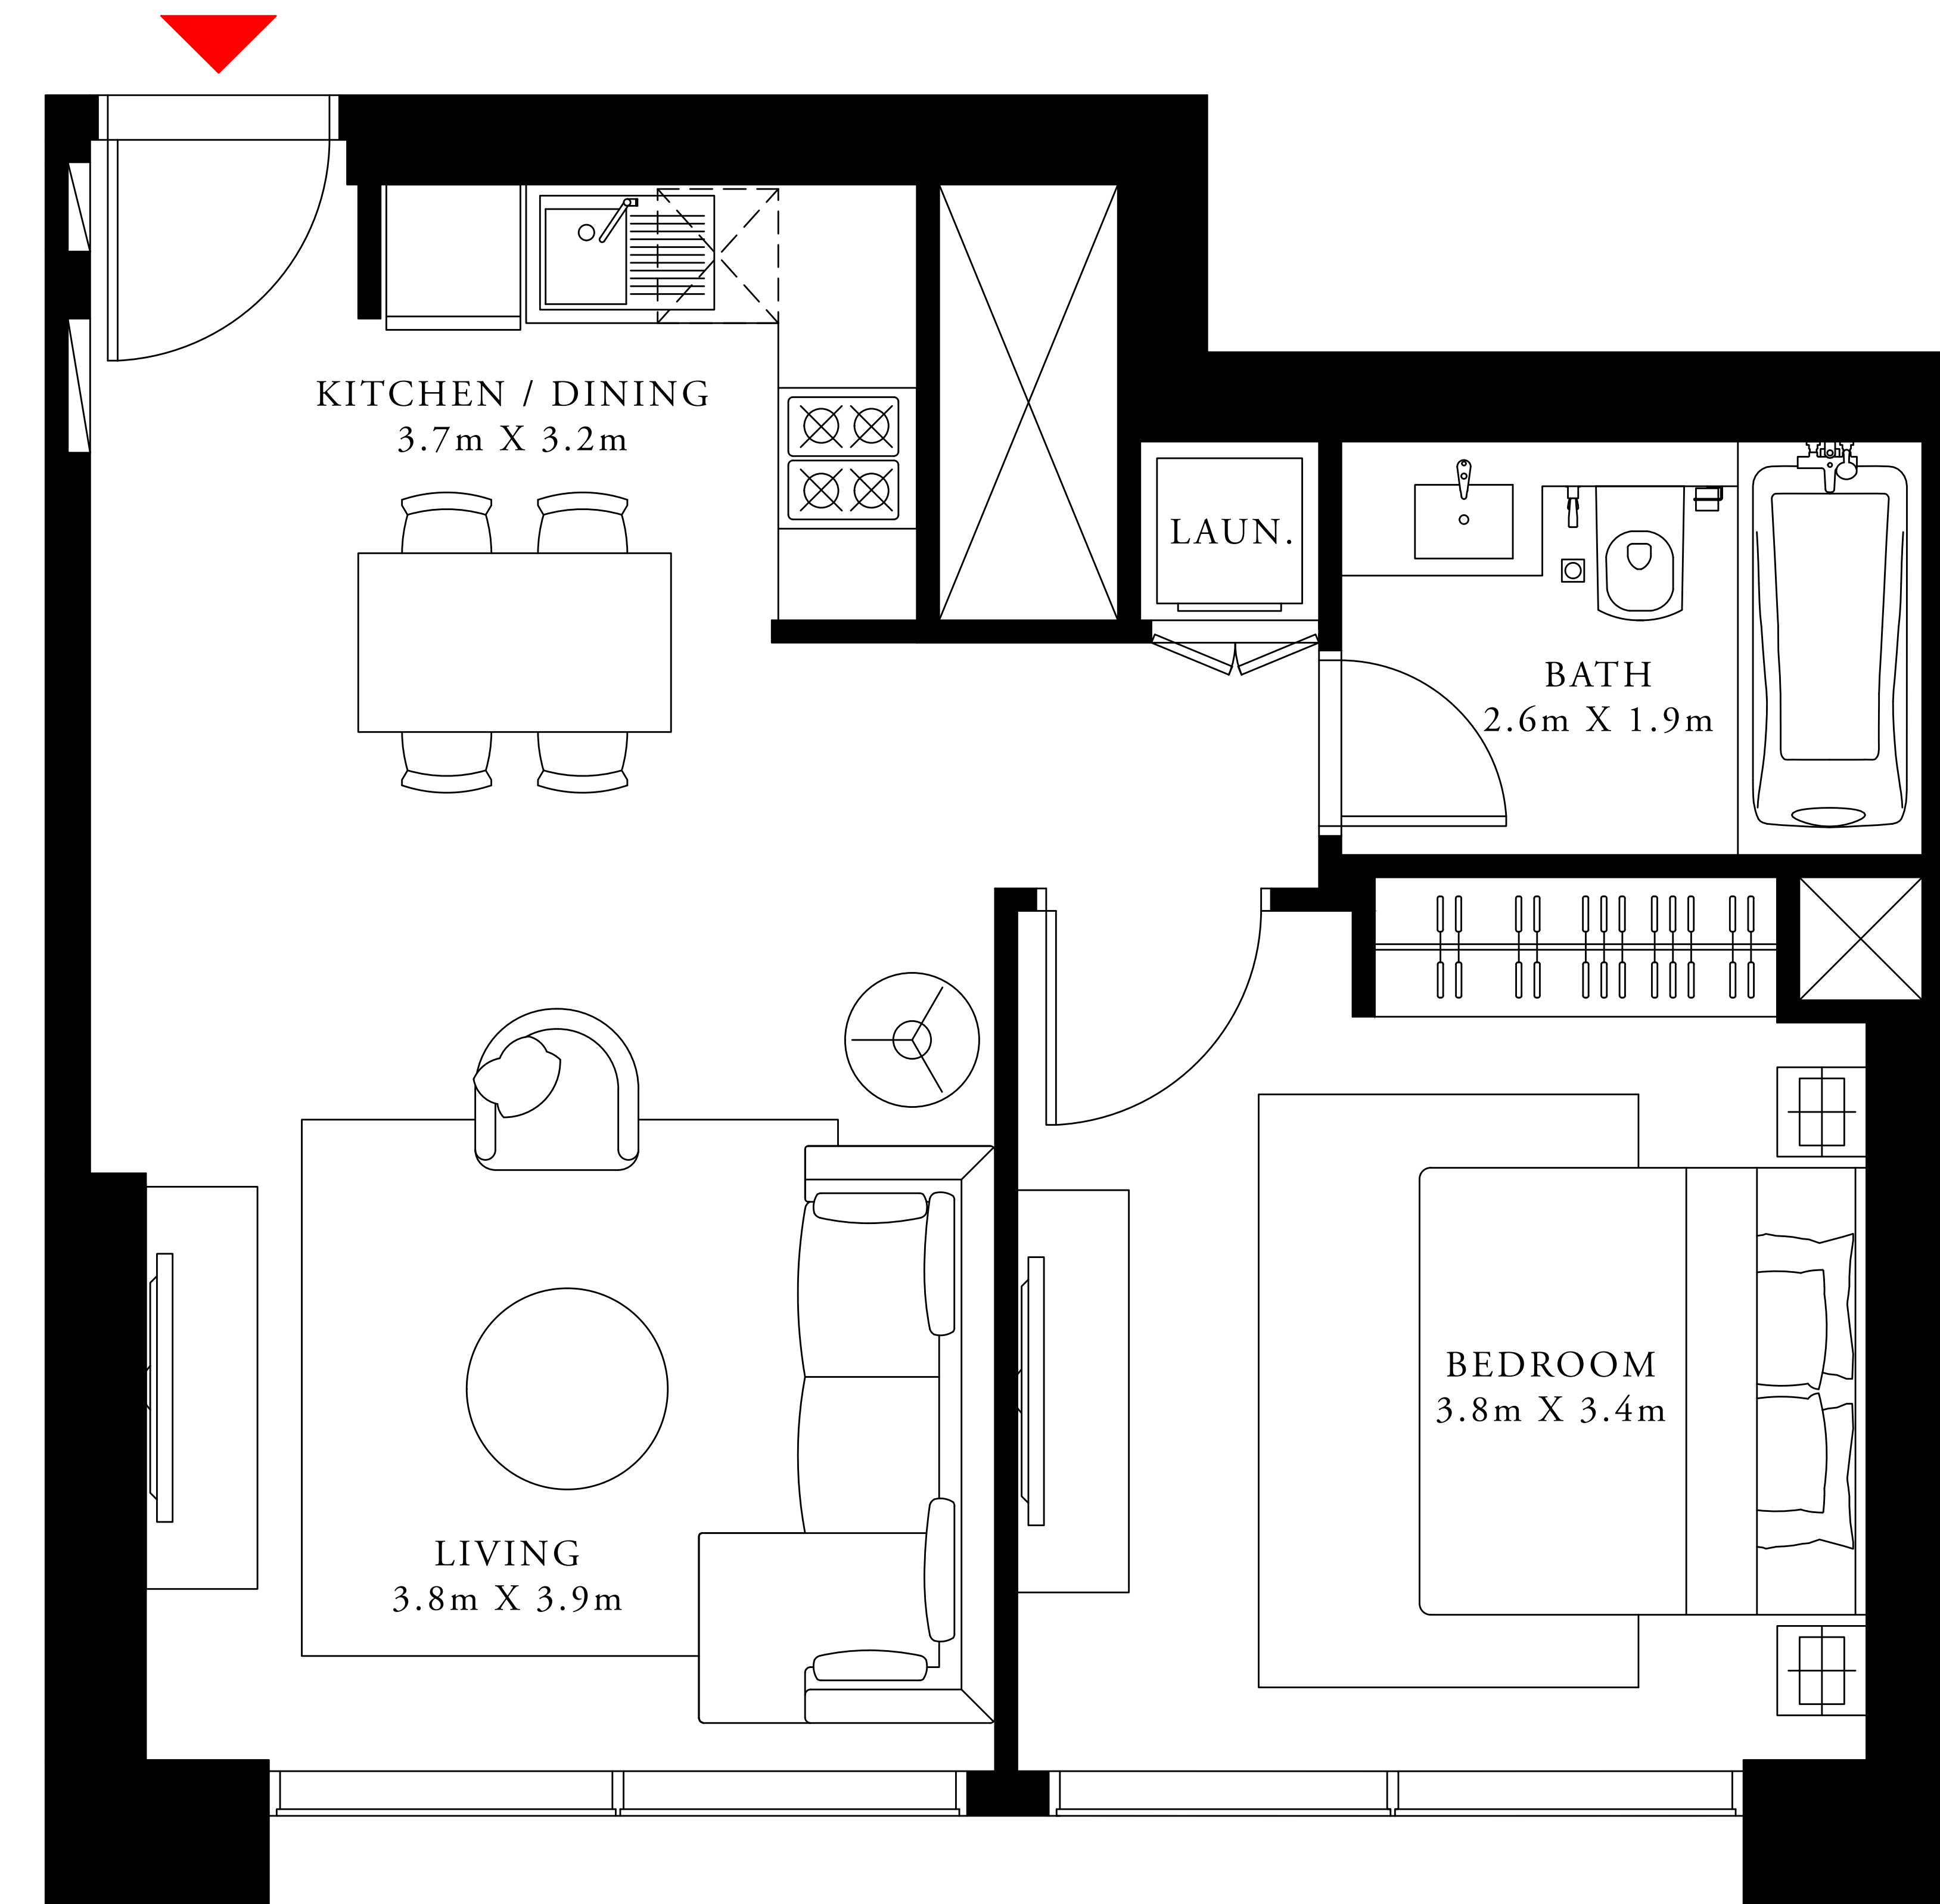 KITCHEN / DINING
3.7m X 3.2m
LAUN.
BATH
2.6m X 1.9m
BEDROOM
3.8m X 3.4m
LIVING
3.8m X 3.9m